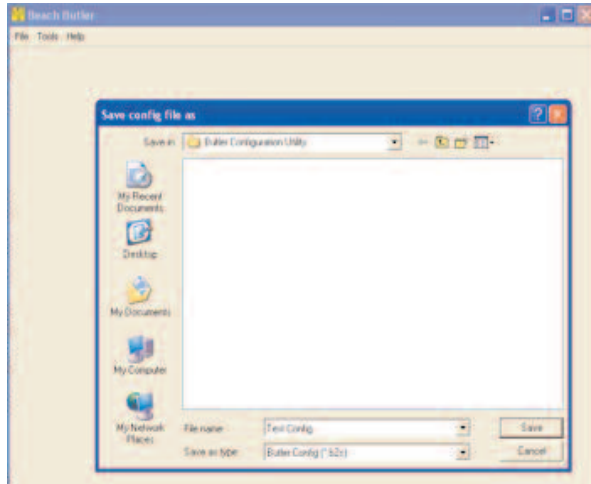 Beach Butler
File Tools Help
Save config file as
Save in:
Butler Configuration Utility
My Recent
Documents
Desktop
My Documents
My Computer
My Network
Places
File name:
Test Config
Save
Save as type:
Butler Config (*.b2x)
Cancel